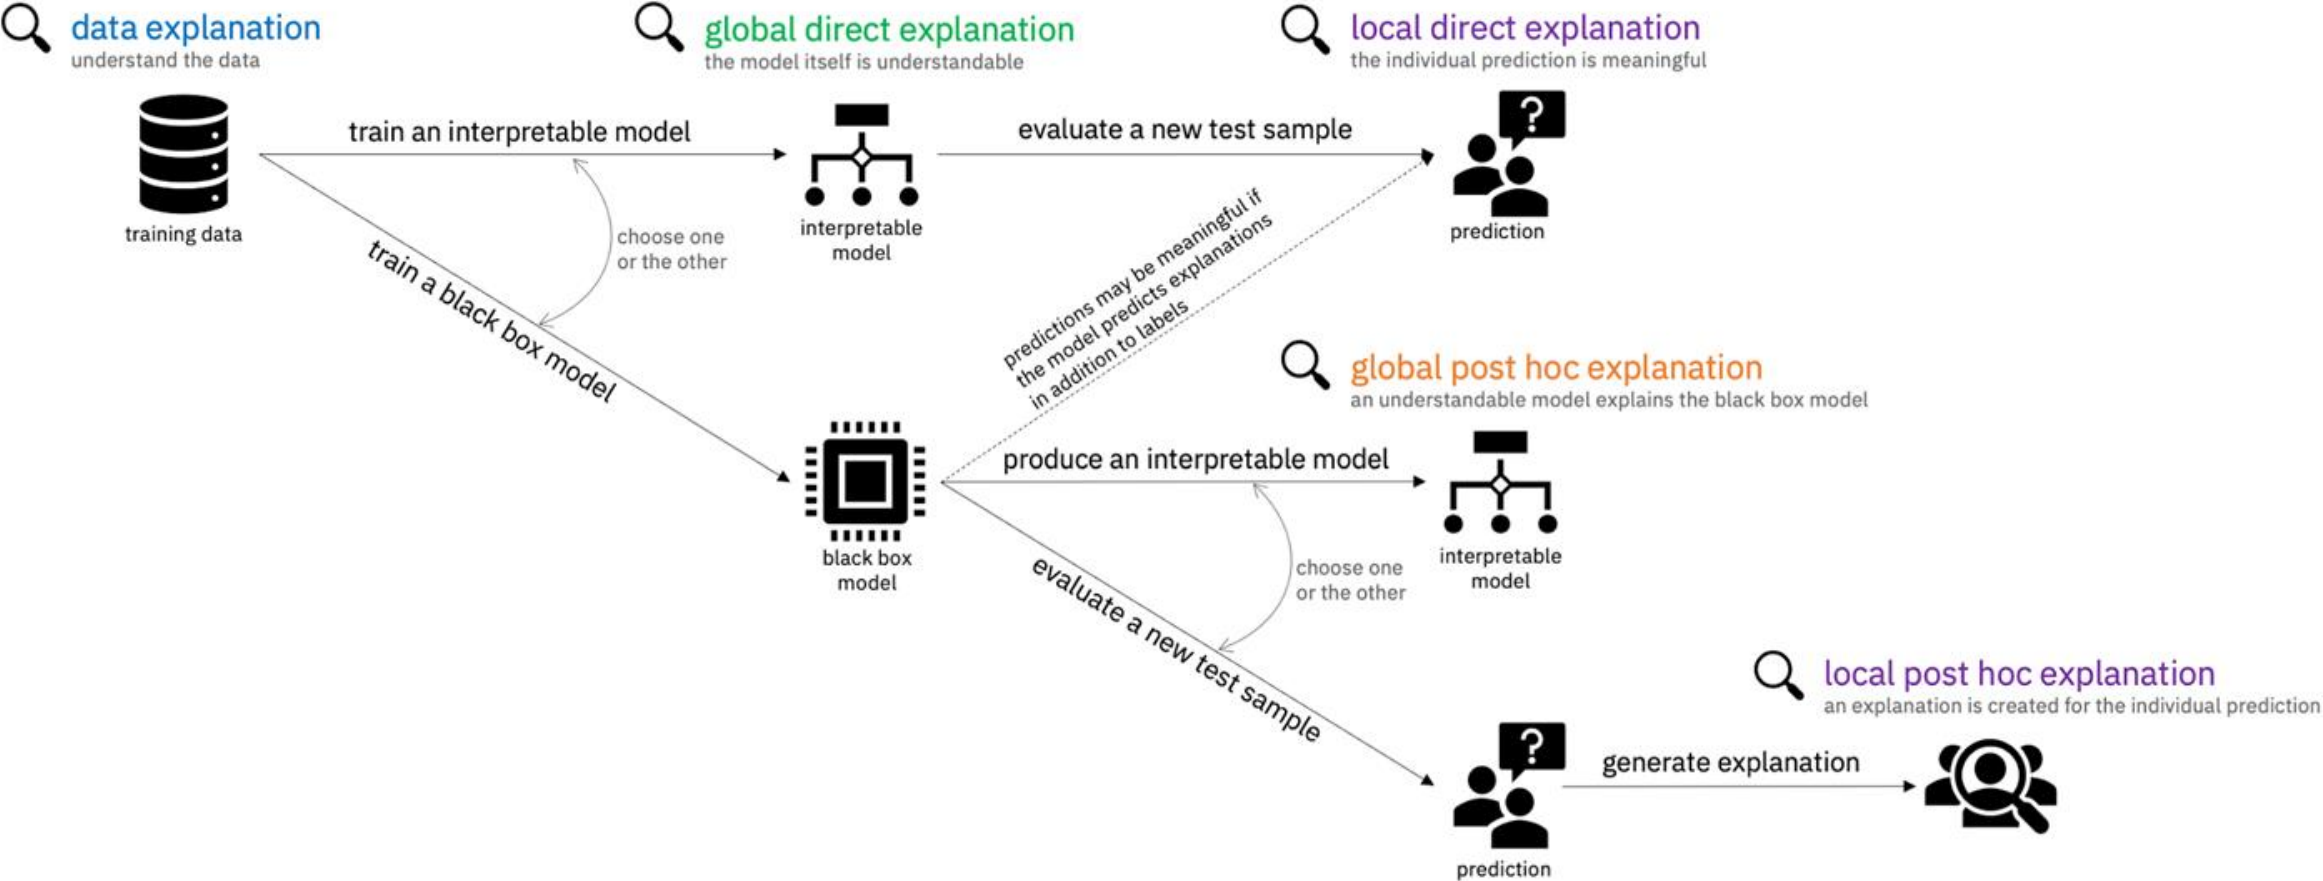 data explanation
understand the data
global direct explanation
the model itself is understandable
local direct explanation
the individual prediction is meaningful
train an interpretable model
evaluate a new test sample
?
training data
interpretable
model
prediction
choose one
or the other
train a black box model
predictions may be meaningful if
the model predicts explanations
in addition to labels
global post hoc explanation
an understandable model explains the black box model
produce an interpretable model
black box
model
interpretable
model
choose one
or the other
evaluate a new test sample
local post hoc explanation
an explanation is created for the individual prediction
?
generate explanation
prediction